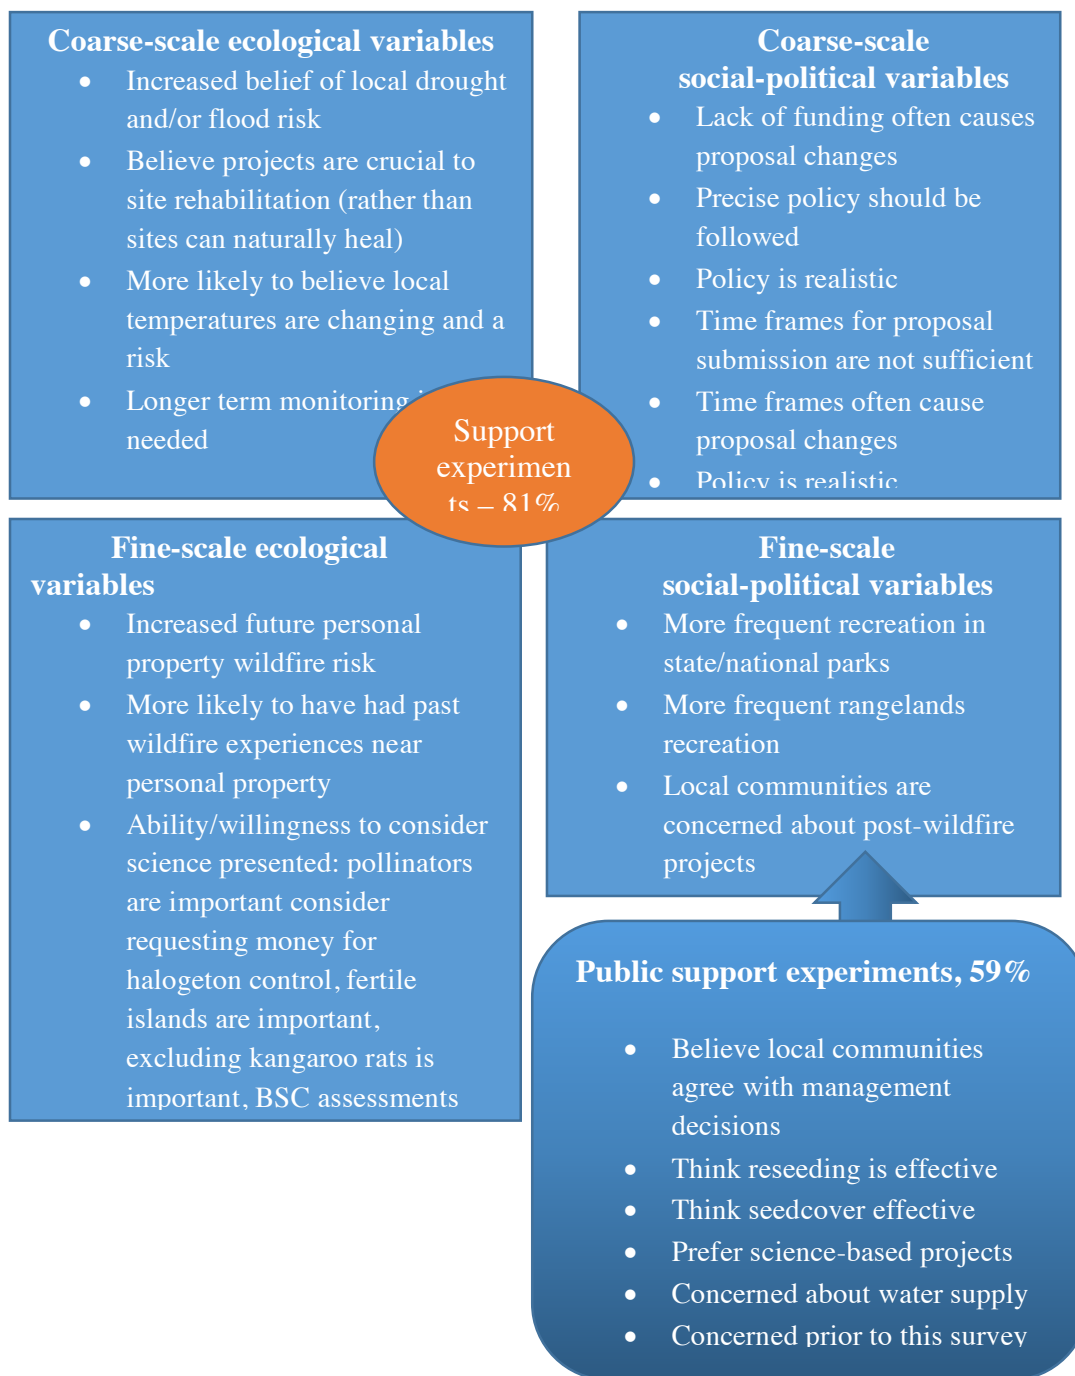 Coarse-scale ecological variables
• Increased belief of local drought
and/or flood risk
• Believe projects are crucial to
site rehabilitation (rather than
sites can naturally heal)
• More likely to believe local
temperatures are changing and a
risk
• Longer term monitoring
needed
Coarse-scale
social-political variables
• Lack of funding often causes
proposal changes
• Precise policy should be
followed
• Policy is realistic
• Time frames for proposal
submission are not sufficient
• Time frames often cause
proposal changes
• Policy is realistic
Support
experimen
ts – 81%
Fine-scale ecological
variables
• Increased future personal
property wildfire risk
• More likely to have had past
wildfire experiences near
personal property
• Ability/willingness to consider
science presented: pollinators
are important consider
requesting money for
halogeton control, fertile
islands are important,
excluding kangaroo rats is
important, BSC assessments
Fine-scale
social-political variables
• More frequent recreation in
state/national parks
• More frequent rangelands
recreation
• Local communities are
concerned about post-wildfire
projects
Public support experiments, 59%
• Believe local communities
agree with management
decisions
• Think reseeding is effective
• Think seedcover effective
• Prefer science-based projects
• Concerned about water supply
• Concerned prior to this survey